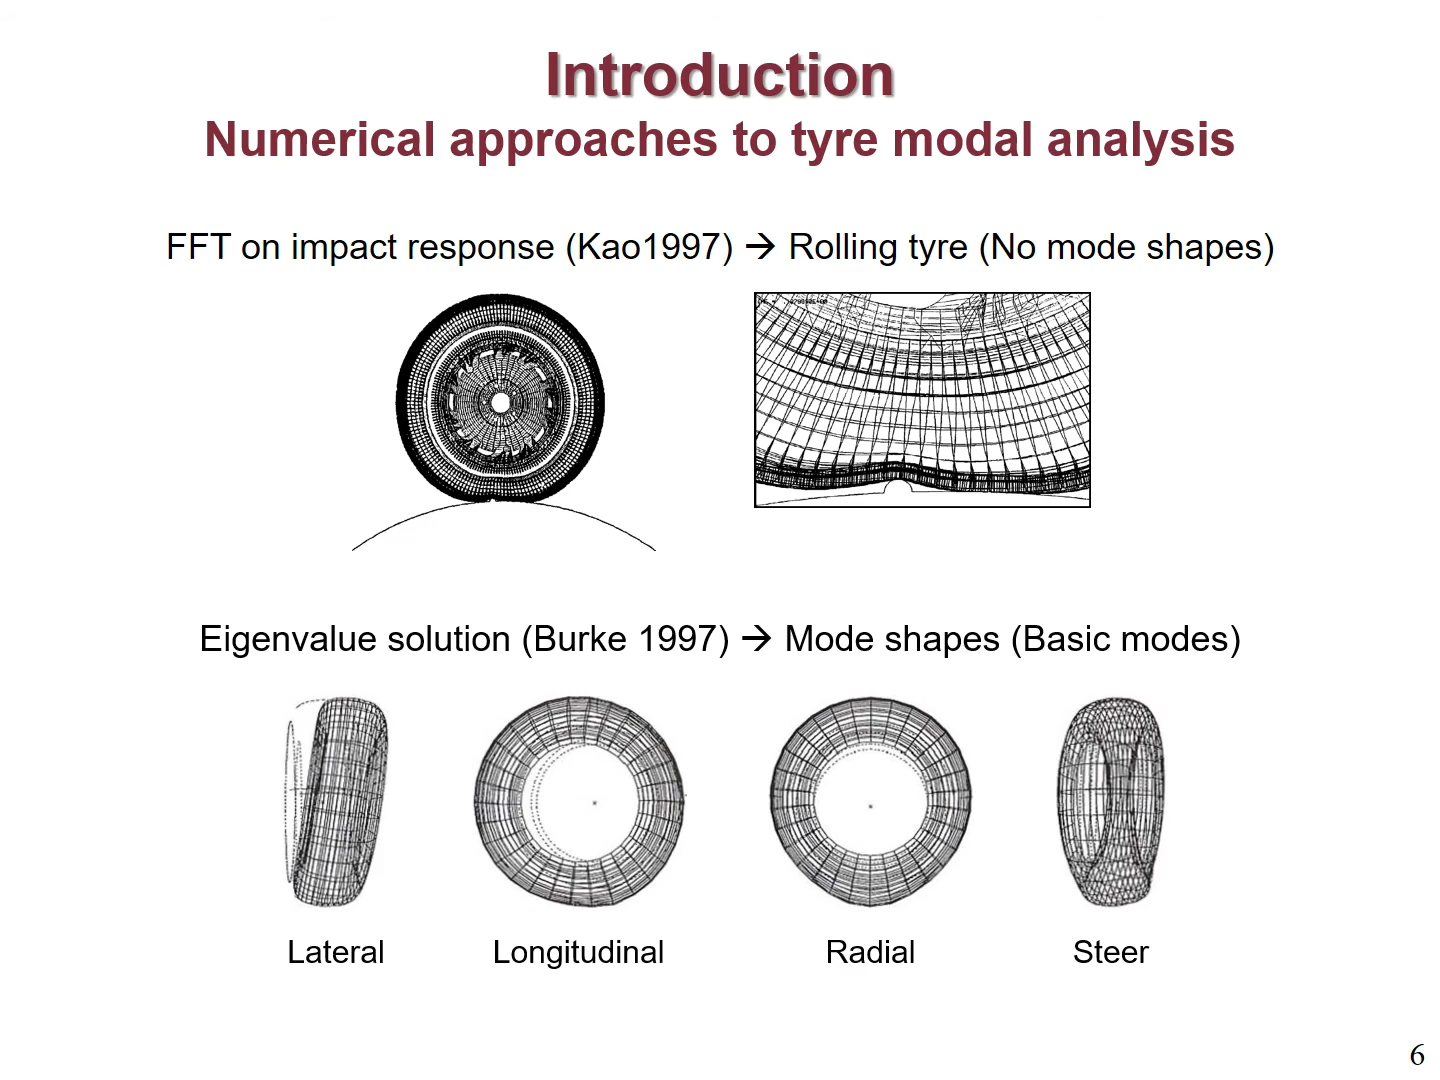 Introduction
Numerical approaches to tyre modal analysis
FFT on impact response (Kao1997) → Rolling tyre (No mode shapes)
Eigenvalue solution (Burke 1997) → Mode shapes (Basic modes)
Lateral Longitudinal Radial Steer
6